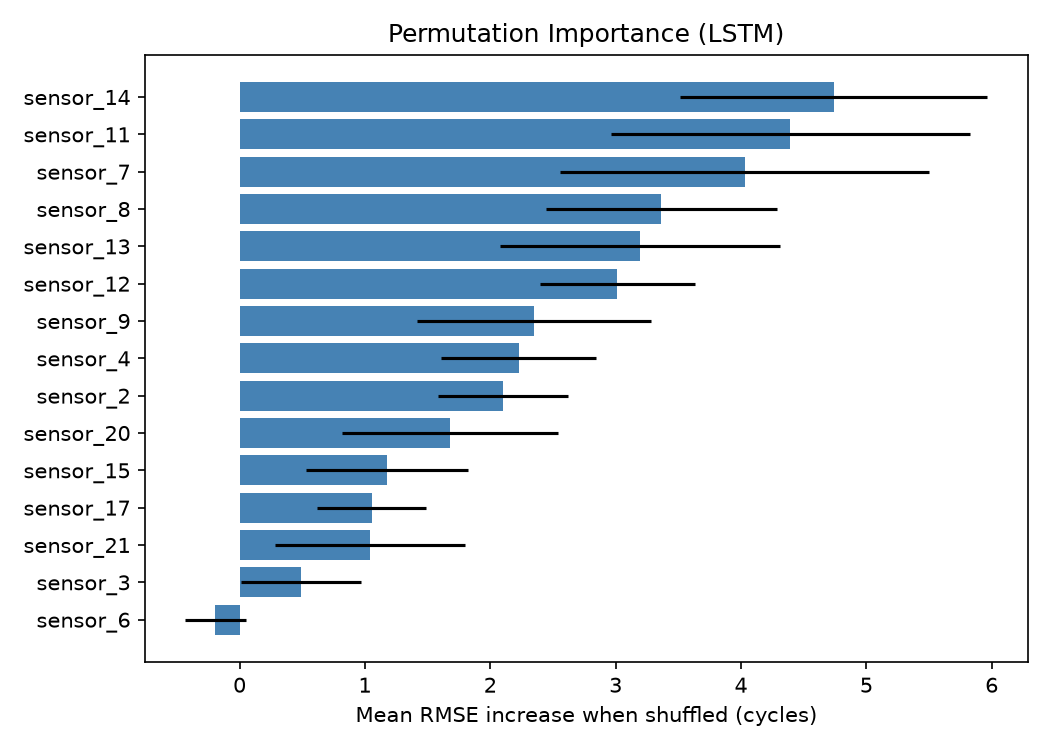 Permutation Importance (LSTM)
sensor_14
sensor_11
sensor_7
sensor_8
sensor_13
sensor_12
sensor_9
sensor_4
sensor_2
sensor_20
sensor_15
sensor_17
sensor_21
sensor_3
sensor_6
0 1 2 3 4 5 6
Mean RMSE increase when shuffled (cycles)